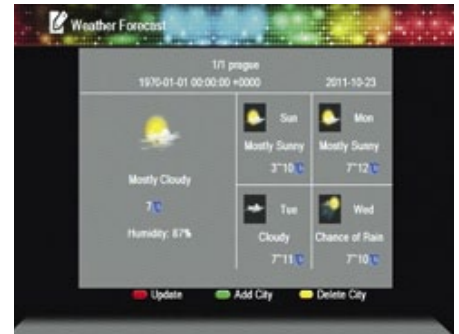 Weather Forecast
1/1 prague
1970-01-01 00:00:00 +0000 2011-10-23
Mostly Cloudy
7°C
Humidity: 87%
Sun
Mostly Sunny
3~10°C
Mon
Mostly Sunny
7~12°C
Tue
Cloudy
7~11°C
Wed
Chance of Rain
7~10°C
Update Add City Delete City